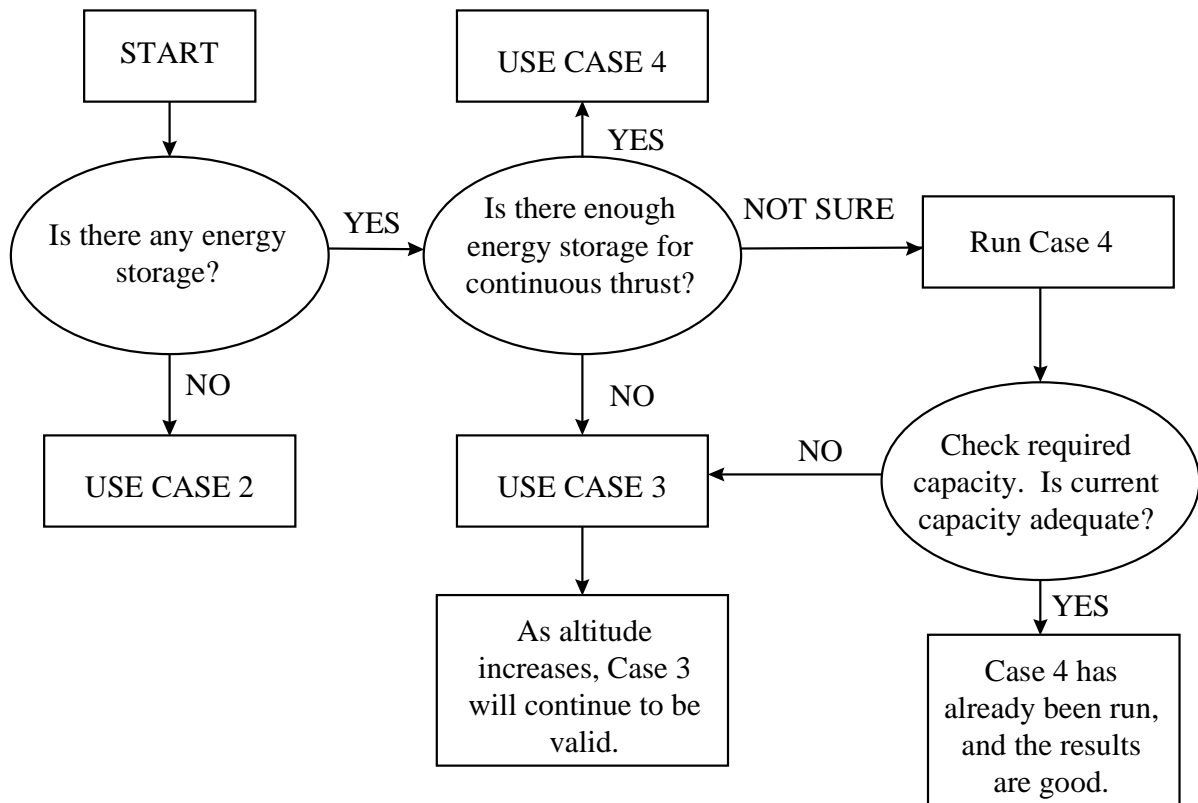 START
USE CASE 4
YES
Is there any energy
storage?
YES
Is there enough
energy storage for
continuous thrust?
NOT SURE
Run Case 4
NO
NO
USE CASE 2
USE CASE 3
NO
Check required
capacity.  Is current
capacity adequate?
YES
As altitude
increases, Case 3
will continue to be
valid.
Case 4 has
already been run,
and the results
are good.